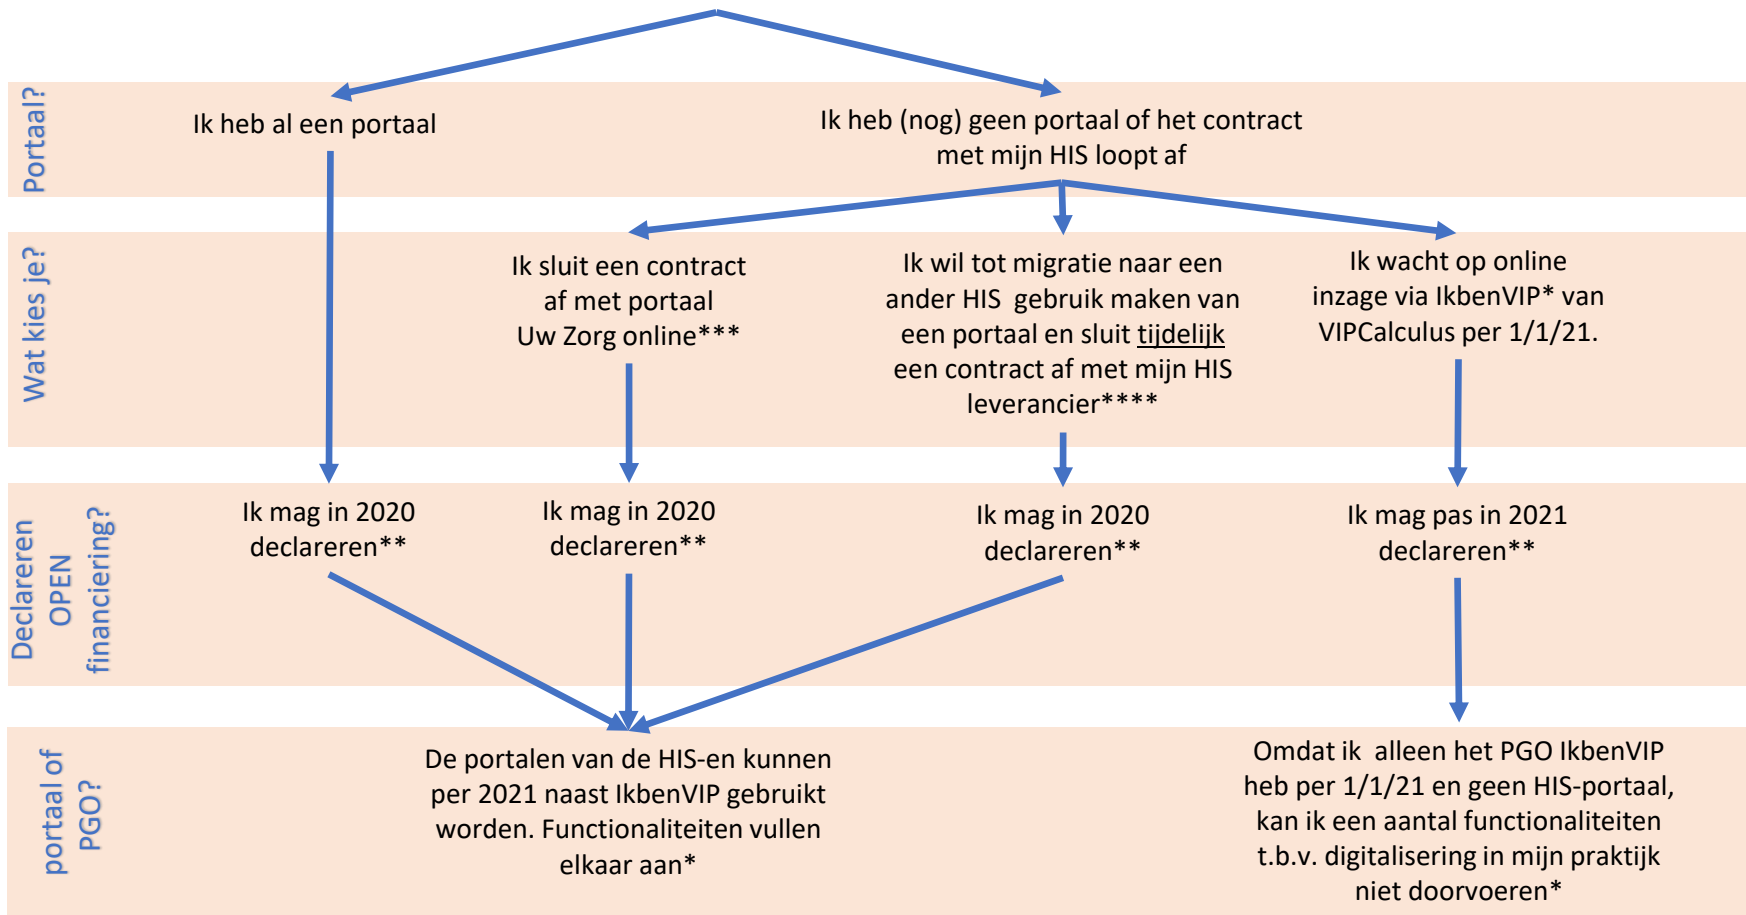 Portaal?
Ik heb al een portaal
Ik heb (nog) geen portaal of het contract
met mijn HIS loopt af
Wat kies je?
Ik sluit een contract
af met portaal
Uw Zorg online***
Ik wil tot migratie naar een
ander HIS  gebruik maken van
een portaal en sluit tijdelijk
een contract af met mijn HIS
leverancier****
Ik wacht op online
inzage via IkbenVIP* van
VIPCalculus per 1/1/21.
Declareren
OPEN
financiering?
Ik mag in 2020
declareren**
Ik mag in 2020
declareren**
Ik mag in 2020
declareren**
Ik mag pas in 2021
declareren**
portaal of
PGO?
De portalen van de HIS-en kunnen
per 2021 naast IkbenVIP gebruikt
worden. Functionaliteiten vullen
elkaar aan*
Omdat ik  alleen het PGO IkbenVIP
heb per 1/1/21 en geen HIS-portaal,
kan ik een aantal functionaliteiten
t.b.v. digitalisering in mijn praktijk
niet doorvoeren*